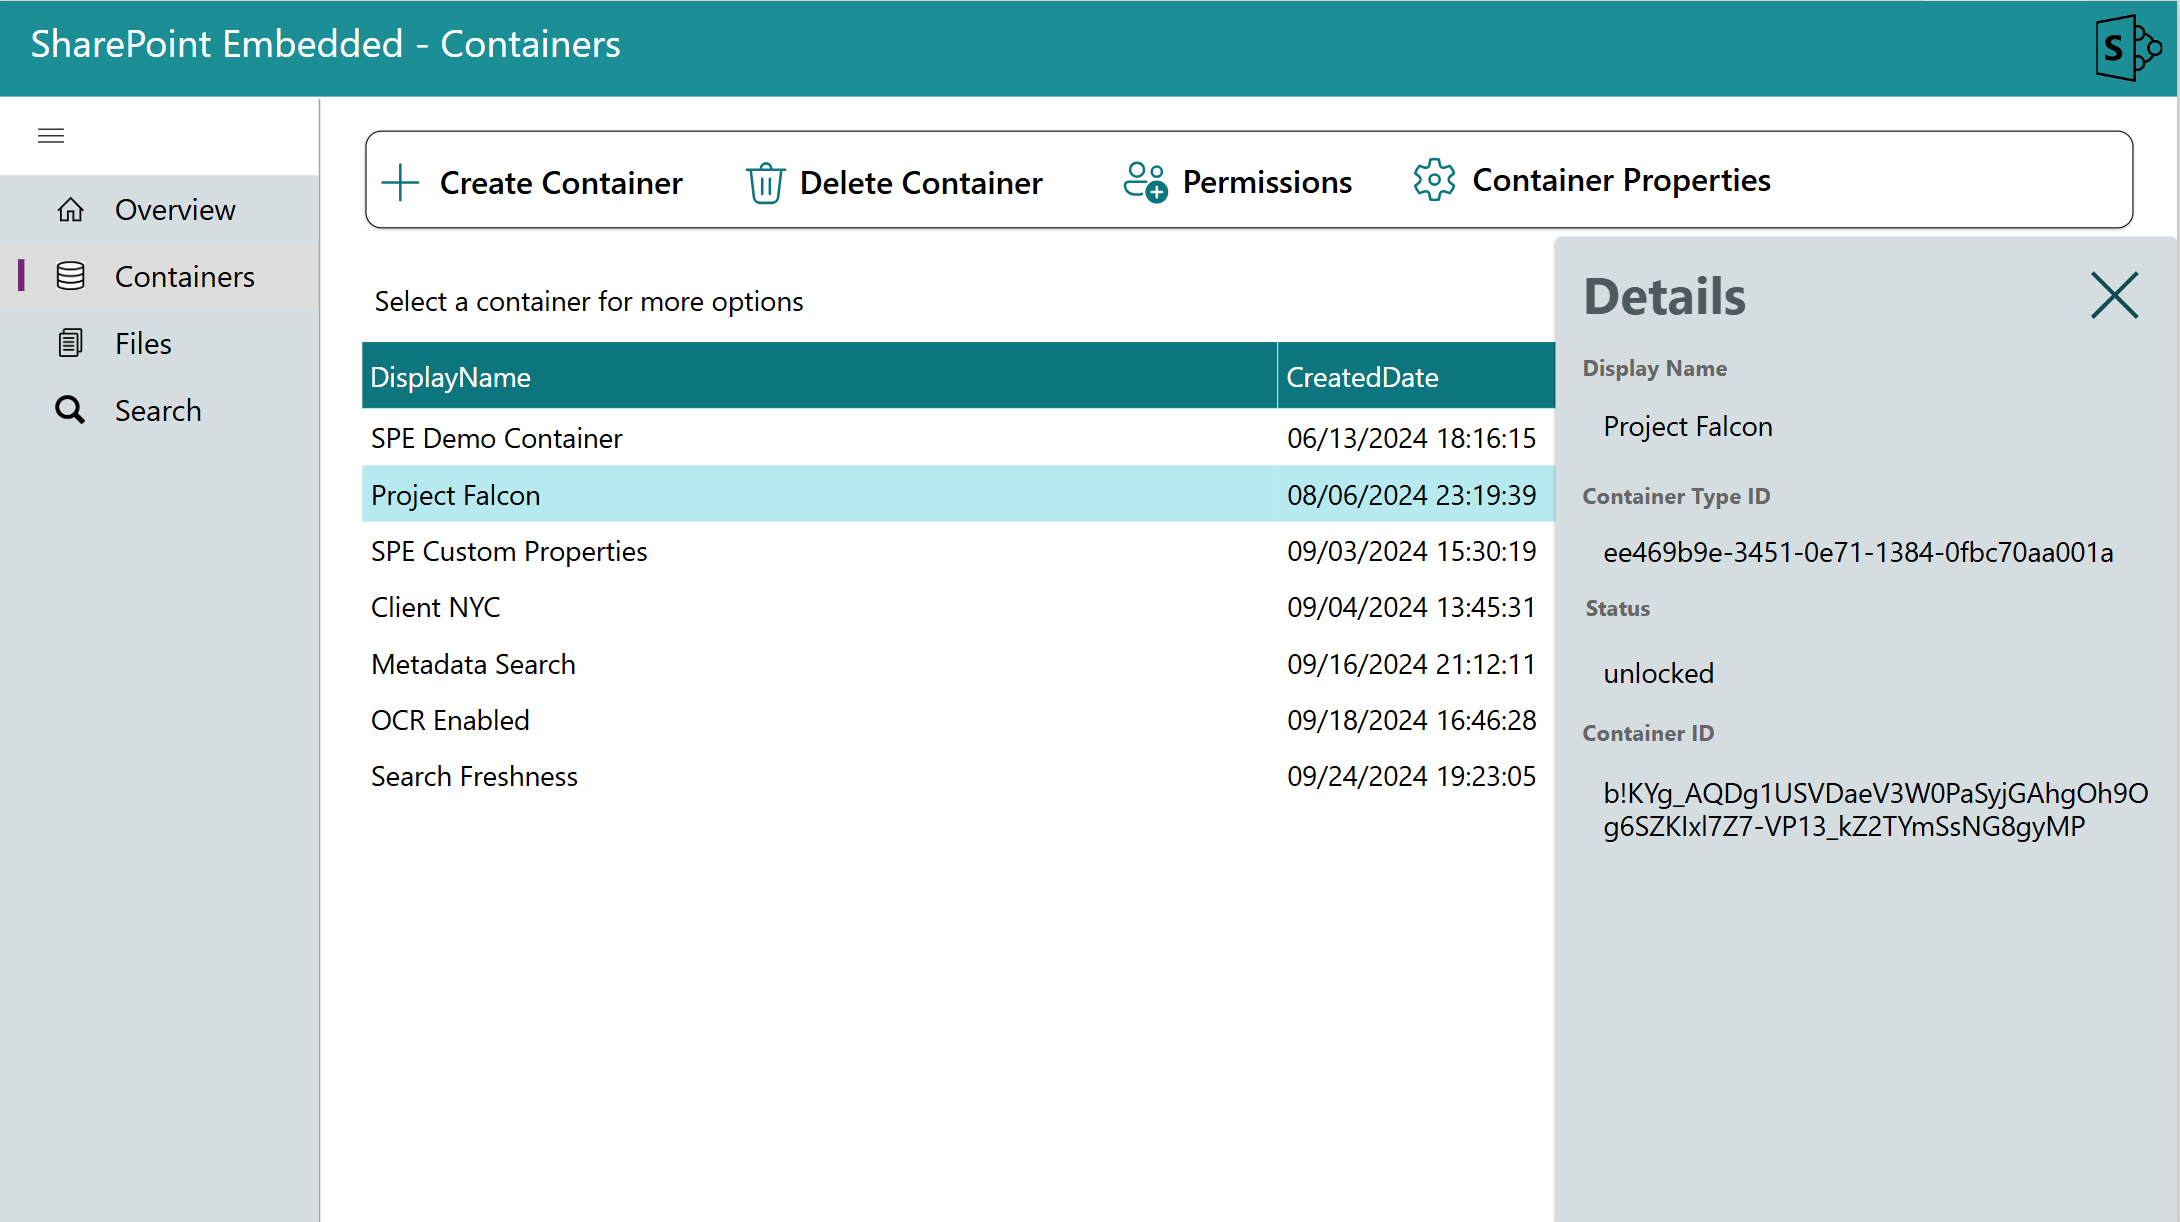 SharePoint Embedded - Containers
S
Overview
Containers
Files
Search
Create Container
Delete Container
Permissions
Container Properties
Select a container for more options
DisplayName CreatedDate
SPE Demo Container 06/13/2024 18:16:15
Project Falcon 08/06/2024 23:19:39
SPE Custom Properties 09/03/2024 15:30:19
Client NYC 09/04/2024 13:45:31
Metadata Search 09/16/2024 21:12:11
OCR Enabled 09/18/2024 16:46:28
Search Freshness 09/24/2024 19:23:05
Details
Display Name
Project Falcon
Container Type ID
ee469b9e-3451-0e71-1384-0fbc70aa001a
Status
unlocked
Container ID
b!KYg_AQDg1USVDaeV3W0PaSyjGAhgOh9O
g6SZKIxl7Z7-VP13_kZ2TYmSsNG8gyMP